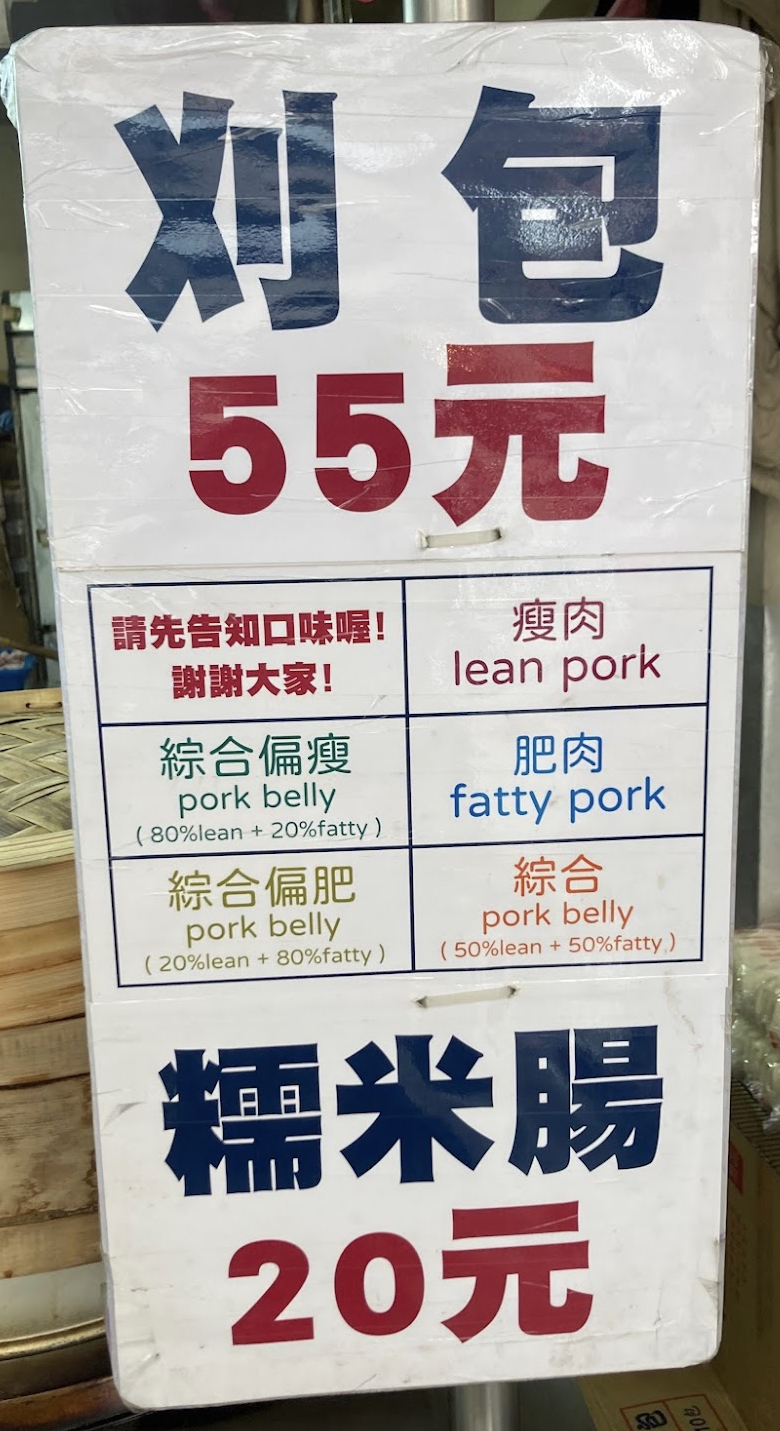 刈包
55元
請先告知口味喔!
謝謝大家!
瘦肉
lean pork
綜合偏瘦
pork belly
(80%lean + 20%fatty)
肥肉
fatty pork
綜合偏肥
pork belly
(20%lean + 80%fatty)
綜合
pork belly
(50%lean + 50%fatty)
糯米腸
20元